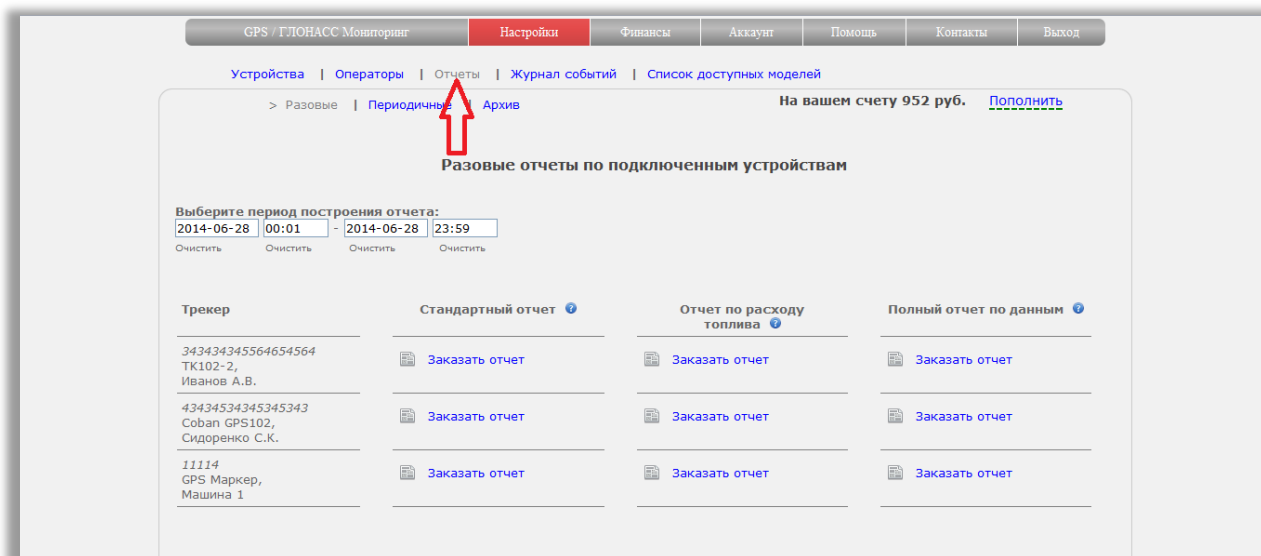 GPS / ГЛОНАСС Мониторинг Настройки Финансы Аккаунт Помощь Контакты Выход
Устройства | Операторы | Отчеты | Журнал событий | Список доступных моделей
> Разовые | Периодичные | Архив На вашем счету 952 руб. Пополнить
Разовые отчеты по подключенным устройствам
Выберите период построения отчета:
2014-06-28 00:01 - 2014-06-28 23:59
Очистить Очистить Очистить Очистить
Трекер Стандартный отчет ? Отчет по расходу Полный отчет по данным ?
топлива ?
343434345564654564
TK102-2, Заказать отчет Заказать отчет Заказать отчет
Иванов А.В.
43434534345345343
Coban GPS102, Заказать отчет Заказать отчет Заказать отчет
Сидоренко С.К.
11114
GPS Маркер, Заказать отчет Заказать отчет Заказать отчет
Машина 1